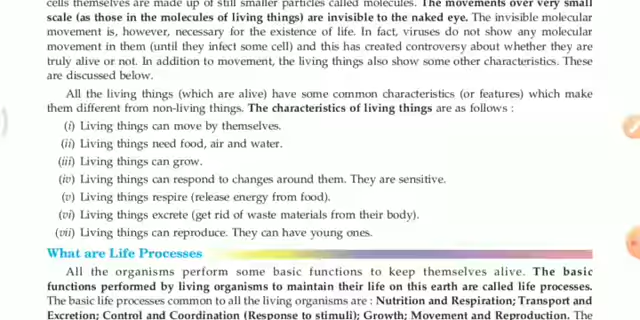 cells themselves are made up of still smaller particles called molecules. The movements over very small
scale (as those in the molecules of living things) are invisible to the naked eye. The invisible molecular
movement is, however, necessary for the existence of life. In fact, viruses do not show any molecular
movement in them (until they infect some cell) and this has created controversy about whether they are
truly alive or not. In addition to movement, the living things also show some other characteristics. These
are discussed below.
All the living things (which are alive) have some common characteristics (or features) which make
them different from non-living things. The characteristics of living things are as follows :
(i) Living things can move by themselves.
(ii) Living things need food, air and water.
(iii) Living things can grow.
(iv) Living things can respond to changes around them. They are sensitive.
(v) Living things respire (release energy from food).
(vi) Living things excrete (get rid of waste materials from their body).
(vii) Living things can reproduce. They can have young ones.
What are Life Processes
All the organisms perform some basic functions to keep themselves alive. The basic
functions performed by living organisms to maintain their life on this earth are called life processes.
The basic life processes common to all the living organisms are : Nutrition and Respiration; Transport and
Excretion; Control and Coordination (Response to stimuli); Growth; Movement and Reproduction. The